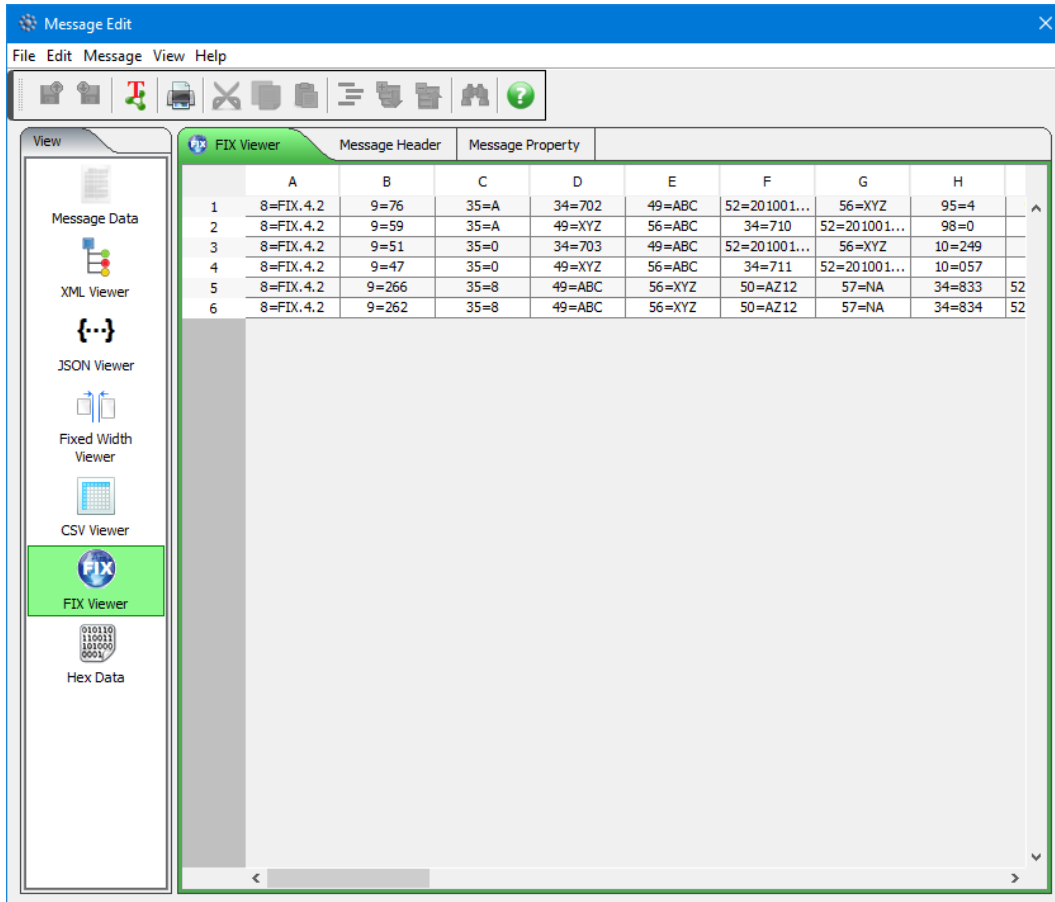 Message Edit
File Edit Message View Help
View
Message Data
XML Viewer
{···}
JSON Viewer
Fixed Width
Viewer
CSV Viewer
FIX
FIX Viewer
010110
110011
101000
0001
Hex Data
FIX FIX Viewer Message Header Message Property
A B C D E F G H
1 8=FIX.4.2 9=76 35=A 34=702 49=ABC 52=201001... 56=XYZ 95=4
2 8=FIX.4.2 9=59 35=A 49=XYZ 56=ABC 34=710 52=201001... 98=0
3 8=FIX.4.2 9=51 35=0 34=703 49=ABC 52=201001... 56=XYZ 10=249
4 8=FIX.4.2 9=47 35=0 49=XYZ 56=ABC 34=711 52=201001... 10=057
5 8=FIX.4.2 9=266 35=8 49=ABC 56=XYZ 50=AZ12 57=NA 34=833 52
6 8=FIX.4.2 9=262 35=8 49=ABC 56=XYZ 50=AZ12 57=NA 34=834 52